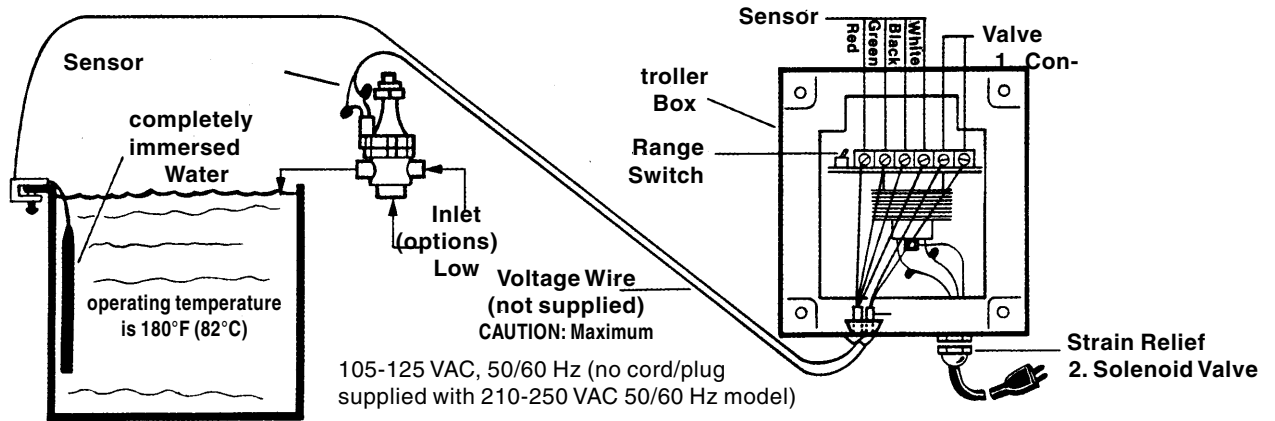 Sensor
Red
Green
Black
White
Valve
1 Con-
troller
Box
Range
Switch
Sensor
completely
immersed
Water
Inlet
(options)
Low
operating temperature
is 180°F (82°C)
Voltage Wire
(not supplied)
CAUTION: Maximum
105-125 VAC, 50/60 Hz (no cord/plug
supplied with 210-250 VAC 50/60 Hz model)
Strain Relief
2. Solenoid Valve